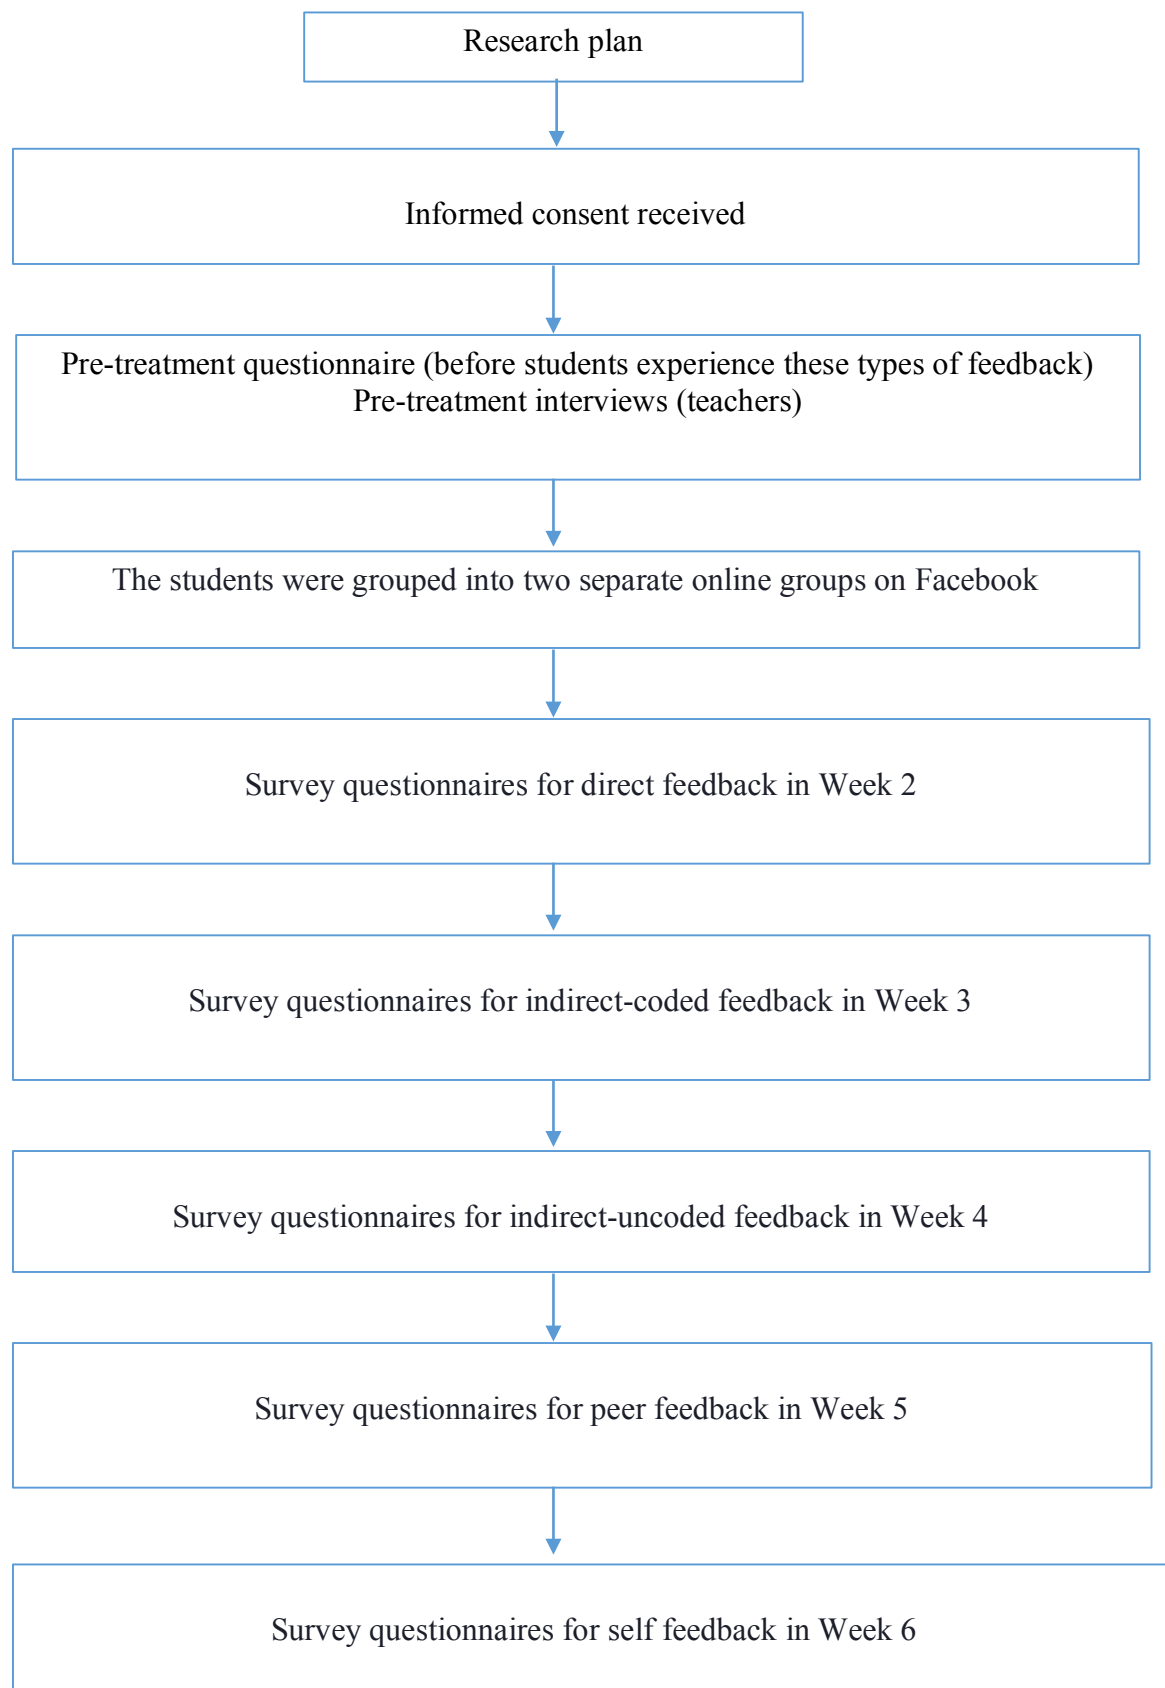 Research plan
Informed consent received
Pre-treatment questionnaire (before students experience these types of feedback)
Pre-treatment interviews (teachers)
The students were grouped into two separate online groups on Facebook
Survey questionnaires for direct feedback in Week 2
Survey questionnaires for indirect-coded feedback in Week 3
Survey questionnaires for indirect-uncoded feedback in Week 4
Survey questionnaires for peer feedback in Week 5
Survey questionnaires for self feedback in Week 6